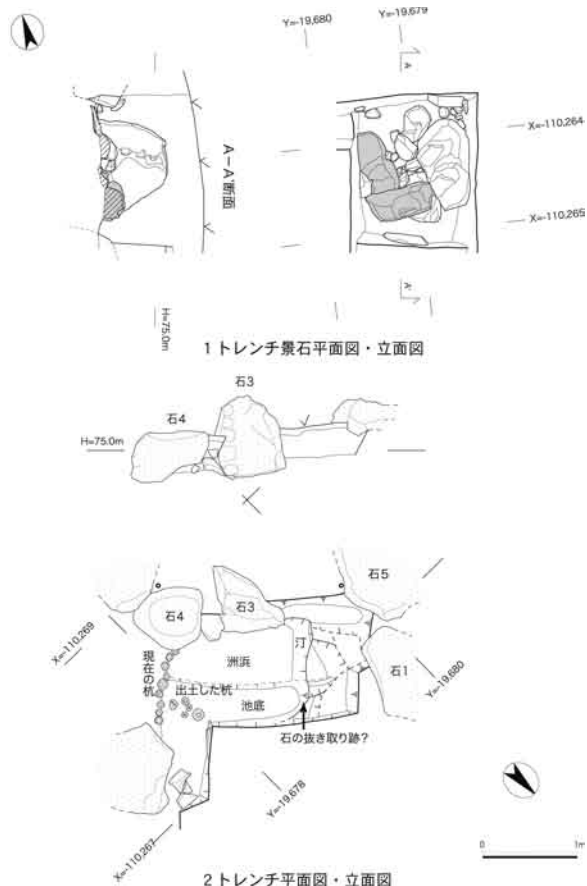 Y=-19,680
Y=-19,679
A
X=-110,264
A－A'断面
X=-110,265
A'
H=75.0m
1トレンチ景石平面図・立面図
石3
石4
H=75.0m
石5
石4
石3
汀
X=-110,269
現在の杭
洲浜
石1
Y=-19,680
出土した杭
池底
石の抜き取り跡?
Y=-19,678
X=-110,267
0
1m
2トレンチ平面図・立面図